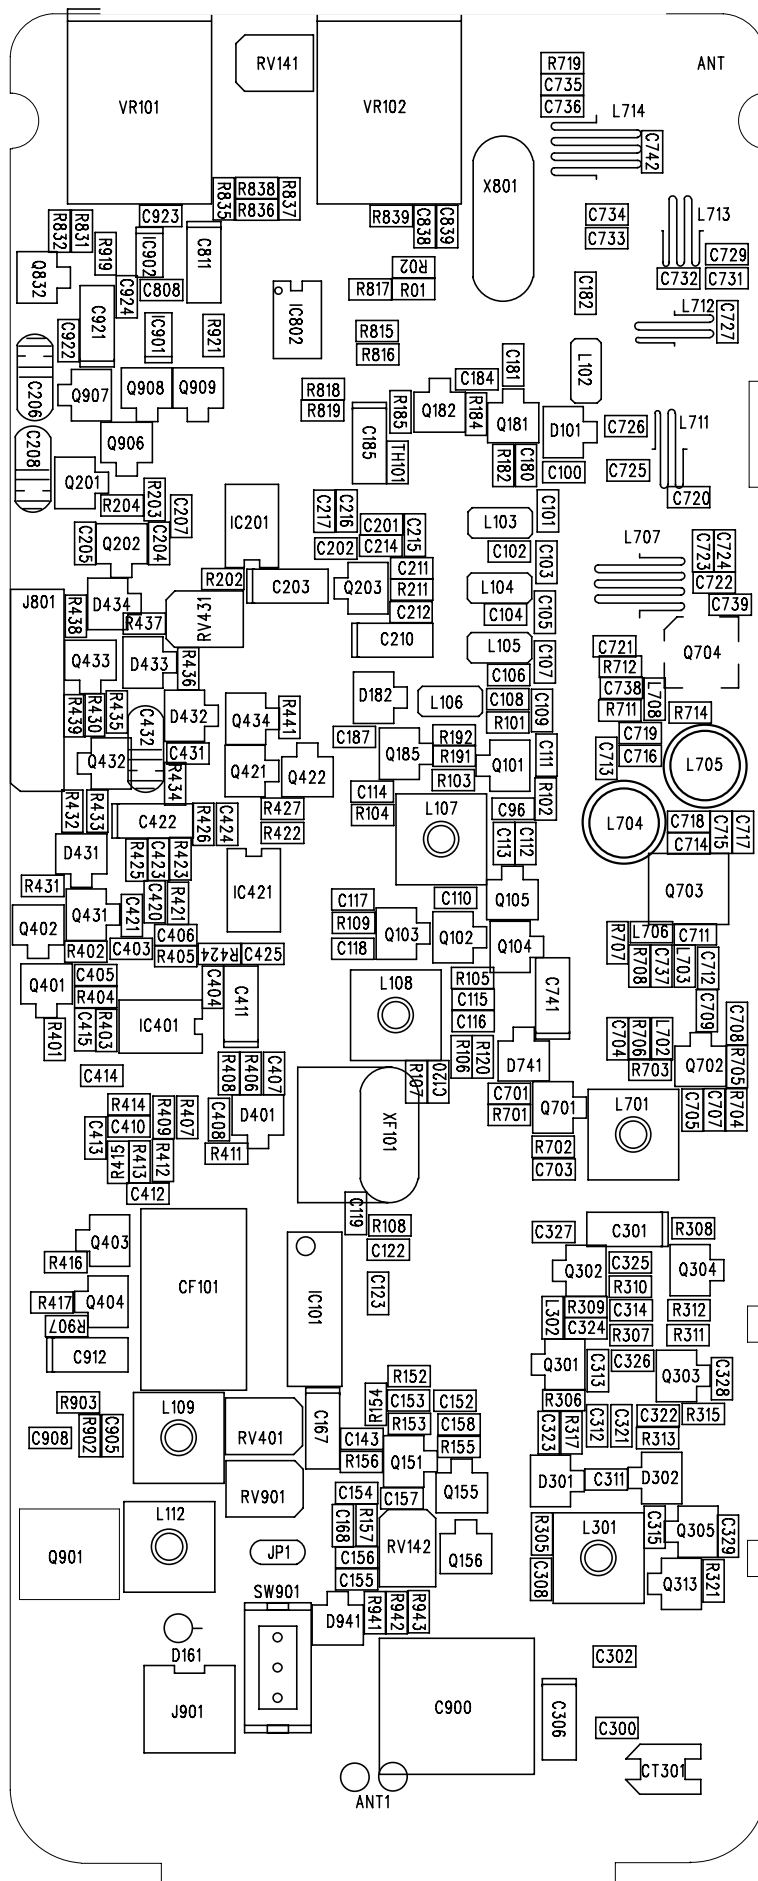 RV141
R719
C735
C736
ANT
VR101
VR102
L714
C742
X801
R835
R838
R836
R837
C923
R839
C838
C839
C734
C733
L713
R832
R831
R919
IC902
C811
Q832
C924
C808
R02
R817
R01
C182
C729
C732
C731
L712
C727
IC802
C921
C922
IC901
R921
R815
R816
C181
L102
C206
Q907
Q908
Q909
R818
R819
C184
R185
Q182
R184
Q181
D101
C726
L711
C208
Q906
C185
TH101
R182
C180
C100
C725
Q201
R204
R203
C207
IC201
C217
C216
C201
C215
L103
C101
C720
C205
Q202
C204
C202
C214
C102
C103
L707
C723
C724
R202
C203
Q203
C211
R211
C212
L104
C104
C105
C722
C739
J801
R438
D434
R437
RV431
C210
L105
C106
C107
C721
Q704
Q433
D433
R436
R712
C738
L708
R439
R430
R435
C432
D432
Q434
R441
D182
L106
C108
R101
C109
R711
R714
C719
Q432
C431
R434
Q421
Q422
C187
Q185
R192
R191
R103
Q101
C111
R102
C713
C716
L705
R432
R433
C422
R426
C424
R427
R422
C114
R104
L107
C96
C113
C112
L704
C718
C714
C715
C717
D431
R425
C423
R423
R431
IC421
Q105
Q703
Q402
Q431
C421
C420
R421
C117
R109
C118
Q103
C110
Q102
Q104
R402
C403
C406
R405
R424
C425
R707
L706
C711
R708
C737
L703
C712
Q401
C405
R404
C404
C411
L108
R105
C115
C116
C741
C709
R401
C415
R403
IC401
R106
R120
D741
C704
R706
L702
C708
R703
Q702
R705
C414
R408
R406
C407
R107
C120
C701
R701
Q701
L701
C705
C707
R704
R414
C410
C413
R409
R407
C408
D401
XF101
R415
R413
R412
R411
R702
C703
C412
C119
R108
C122
C327
C301
R308
Q403
R416
CF101
IC101
C123
Q302
C325
R310
Q304
R417
Q404
R907
L302
R309
C324
C314
R307
R312
R311
C912
Q301
C313
C326
Q303
C328
R903
L109
R152
R154
C153
R153
C152
C158
R155
R306
C322
R313
R315
C908
R902
C905
RV401
C167
C143
R156
Q151
C323
R317
C312
C321
RV901
C154
C157
Q155
D301
C311
D302
L112
C168
R157
RV142
R305
L301
C315
Q305
C329
Q901
JP1
C156
C155
Q156
C308
Q313
R321
SW901
D941
R941
R942
R943
D161
C302
J901
C900
C306
C300
CT301
ANT1